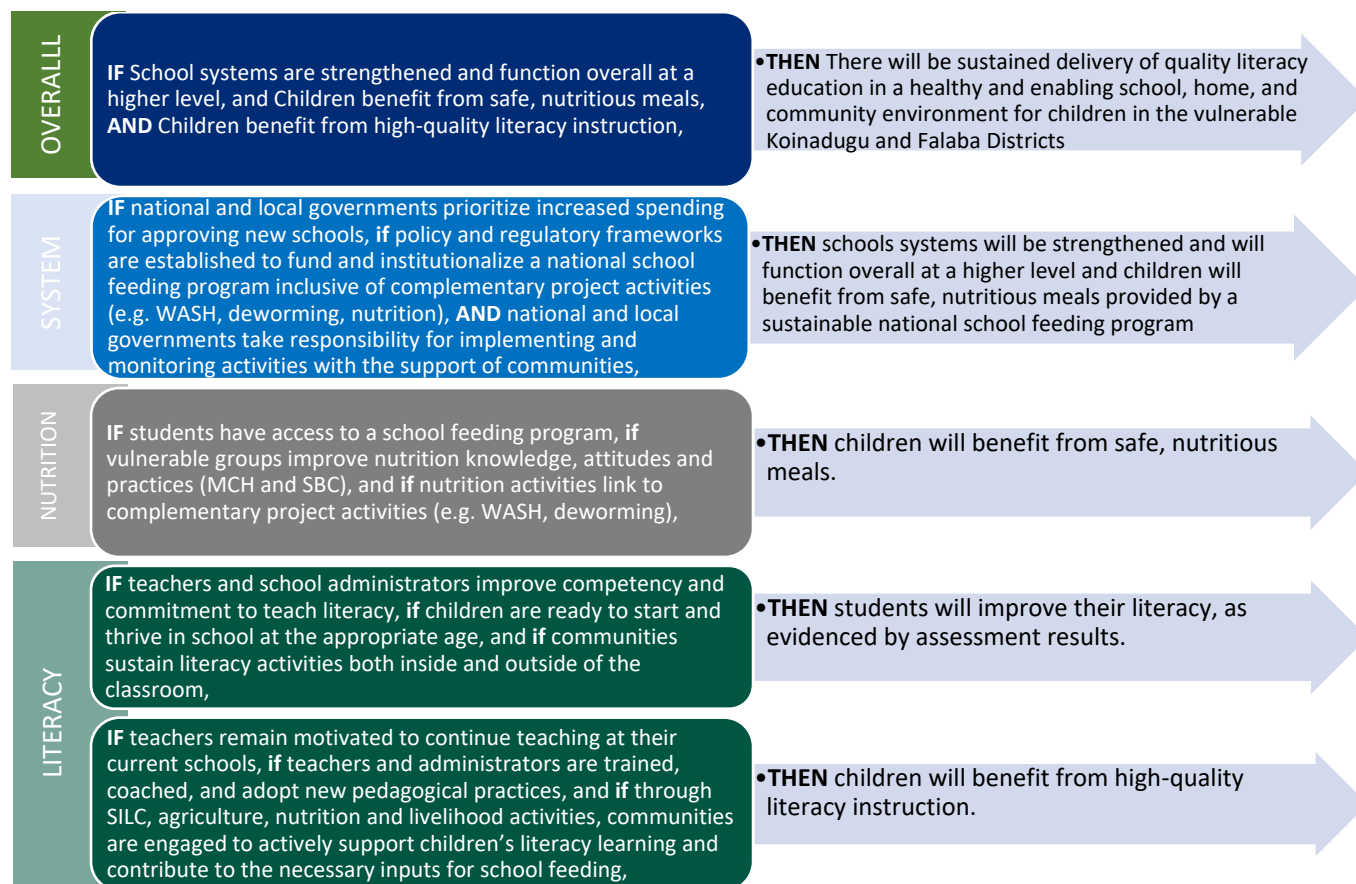 OVERALLL
IF School systems are strengthened and function overall at a
higher level, and Children benefit from safe, nutritious meals,
AND Children benefit from high-quality literacy instruction,
•THEN There will be sustained delivery of quality literacy
education in a healthy and enabling school, home, and
community environment for children in the vulnerable
Koinadugu and Falaba Districts
SYSTEM
IF national and local governments prioritize increased spending
for approving new schools, if policy and regulatory frameworks
are established to fund and institutionalize a national school
feeding program inclusive of complementary project activities
(e.g. WASH, deworming, nutrition), AND national and local
governments take responsibility for implementing and
monitoring activities with the support of communities,
•THEN schools systems will be strengthened and will
function overall at a higher level and children will
benefit from safe, nutritious meals provided by a
sustainable national school feeding program
NUTRITION
IF students have access to a school feeding program, if
vulnerable groups improve nutrition knowledge, attitudes and
practices (MCH and SBC), and if nutrition activities link to
complementary project activities (e.g. WASH, deworming),
•THEN children will benefit from safe, nutritious
meals.
LITERACY
IF teachers and school administrators improve competency and
commitment to teach literacy, if children are ready to start and
thrive in school at the appropriate age, and if communities
sustain literacy activities both inside and outside of the
classroom,
•THEN students will improve their literacy, as
evidenced by assessment results.
IF teachers remain motivated to continue teaching at their
current schools, if teachers and administrators are trained,
coached, and adopt new pedagogical practices, and if through
SILC, agriculture, nutrition and livelihood activities, communities
are engaged to actively support children's literacy learning and
contribute to the necessary inputs for school feeding,
•THEN children will benefit from high-quality
literacy instruction.